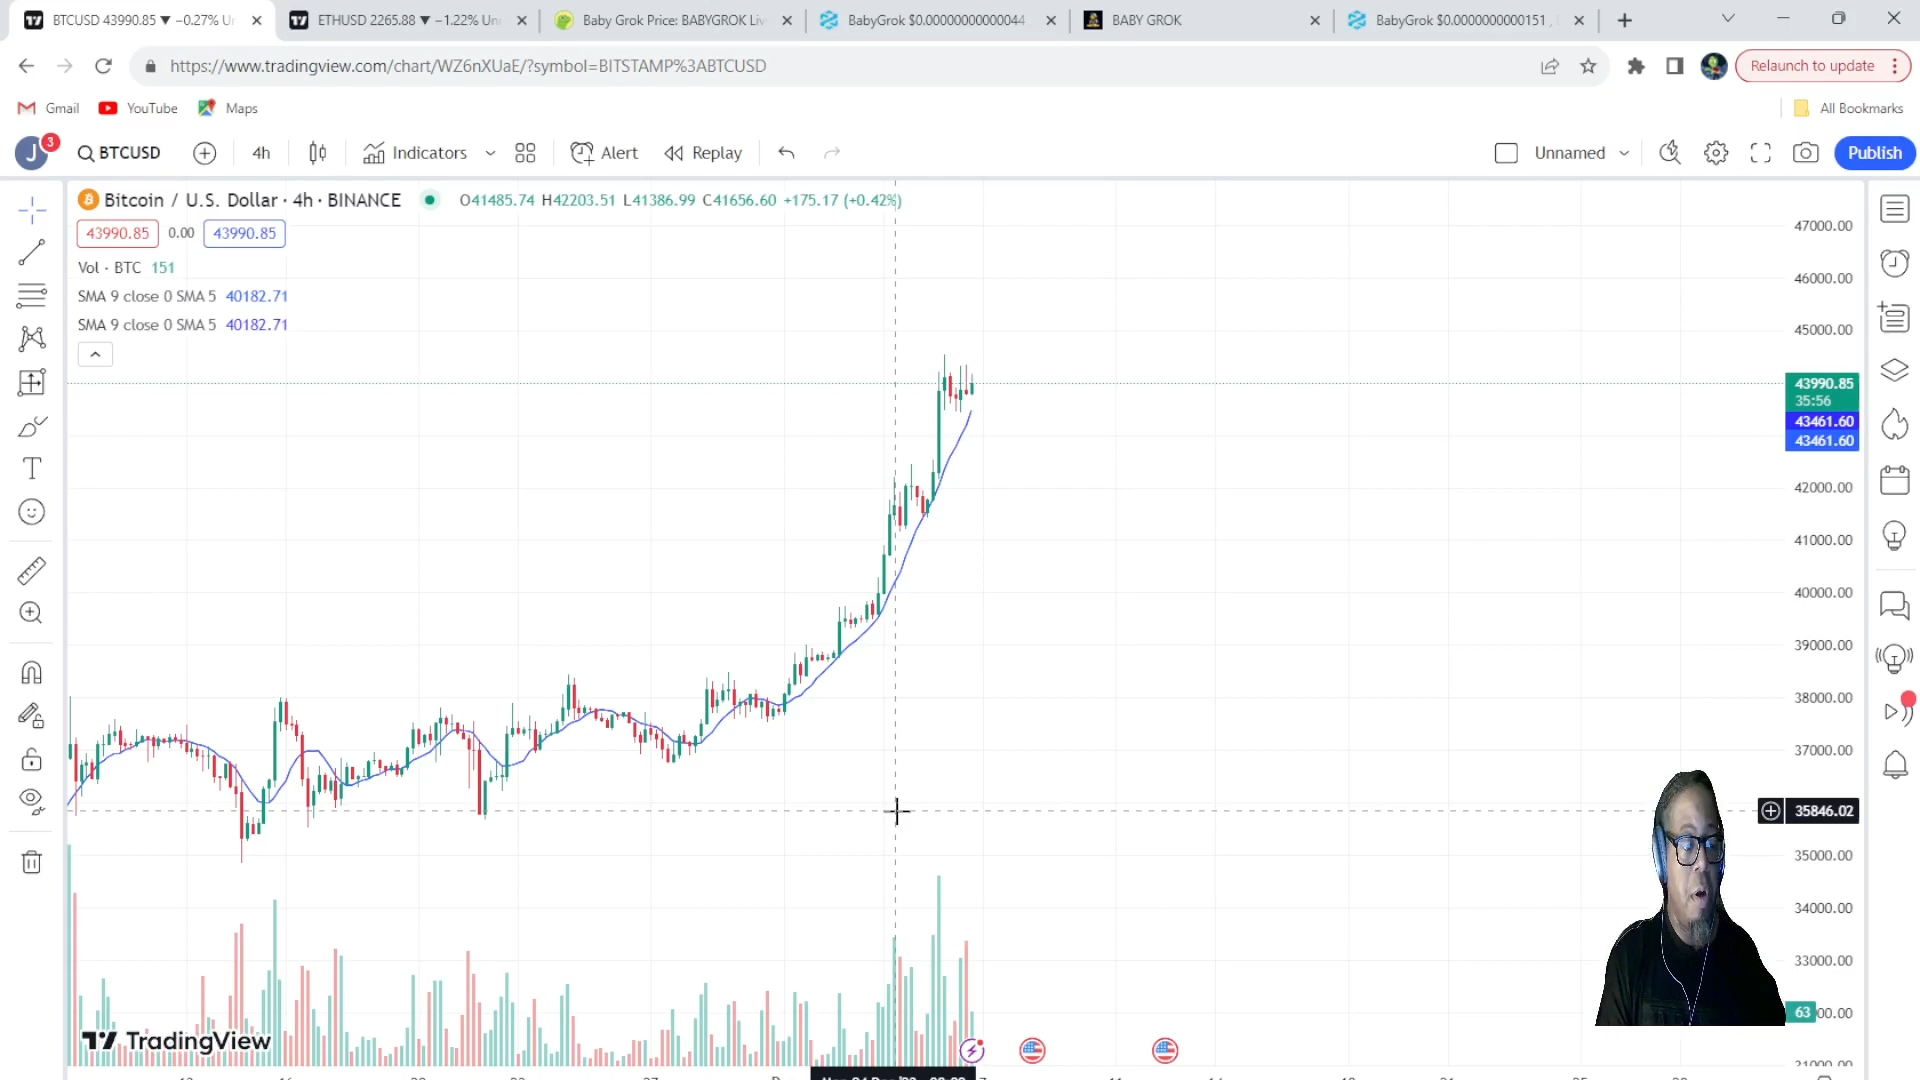 BTCUSD 43990.85 ▼ −0.27% Un
ETHUSD 2265.88 ▼ −1.22% Un
Baby Grok Price: BABYGROK Liv
BabyGrok $0.00000000000044
BABY GROK
BabyGrok $0.0000000000151
https://www.tradingview.com/chart/WZ6nXUaE/?symbol=BITSTAMP%3ABTCUSD
Relaunch to update
Gmail YouTube Maps All Bookmarks
J 3 BTCUSD 4h Indicators Alert Replay Unnamed Publish
Bitcoin / U.S. Dollar · 4h · BINANCE O41485.74 H42203.51 L41386.99 C41656.60 +175.17 (+0.42%)
43990.85 0.00 43990.85
Vol · BTC 151
SMA 9 close 0 SMA 5 40182.71
SMA 9 close 0 SMA 5 40182.71
47000.00
46000.00
45000.00
43990.85
35:56
43461.60
43461.60
42000.00
41000.00
40000.00
39000.00
38000.00
37000.00
35846.02
35000.00
34000.00
33000.00
63
TradingView